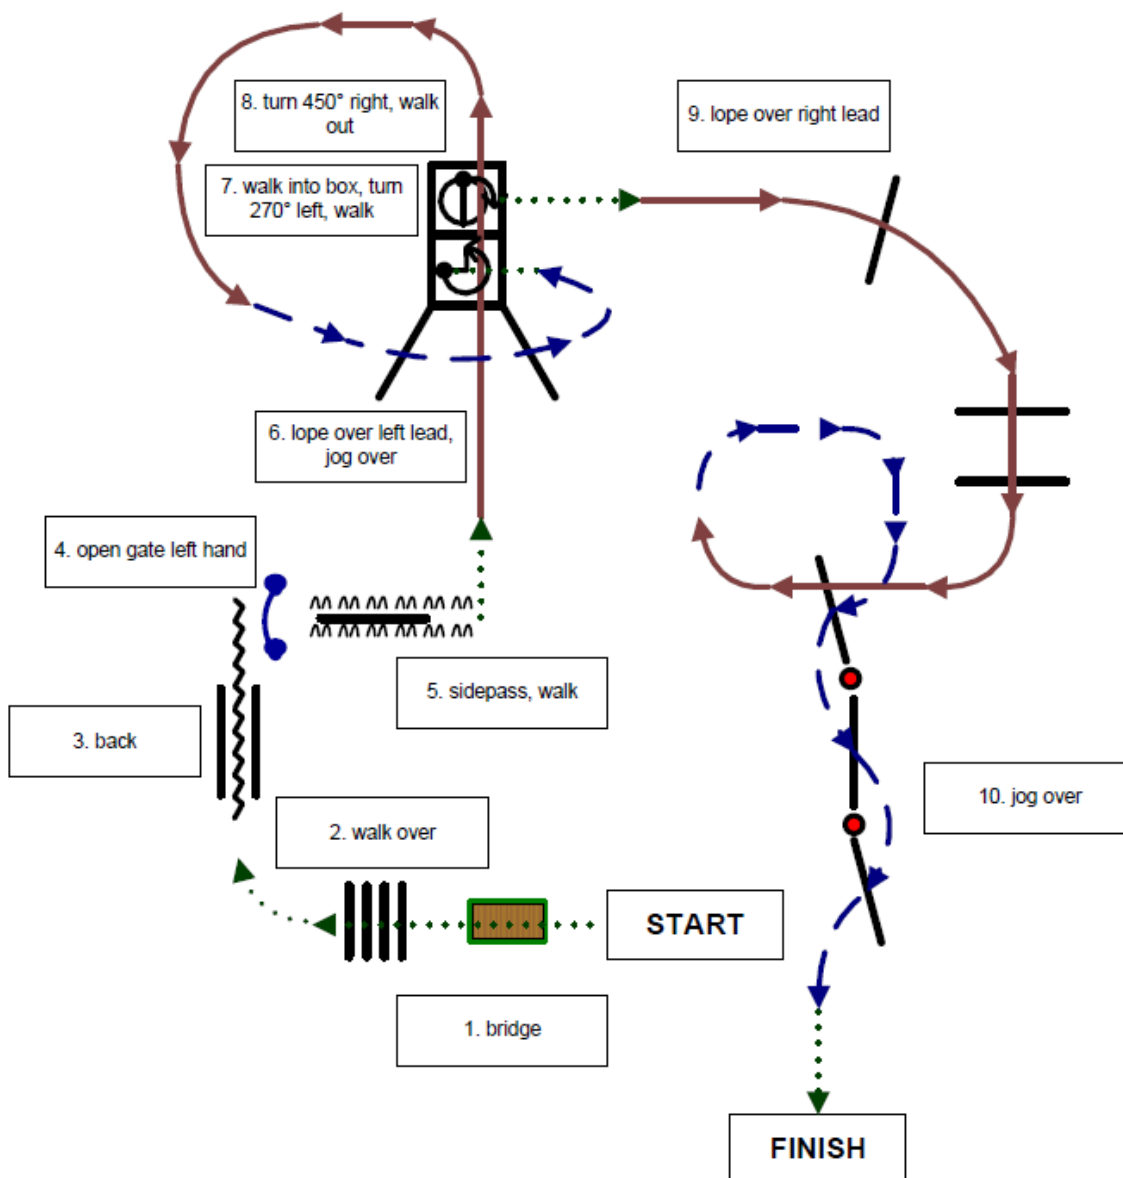 8. turn 450° right, walk
out
9. lope over right lead
7. walk into box, turn
270° left, walk
6. lope over left lead,
jog over
4. open gate left hand
5. sidepass, walk
3. back
10. jog over
2. walk over
START
1. bridge
FINISH